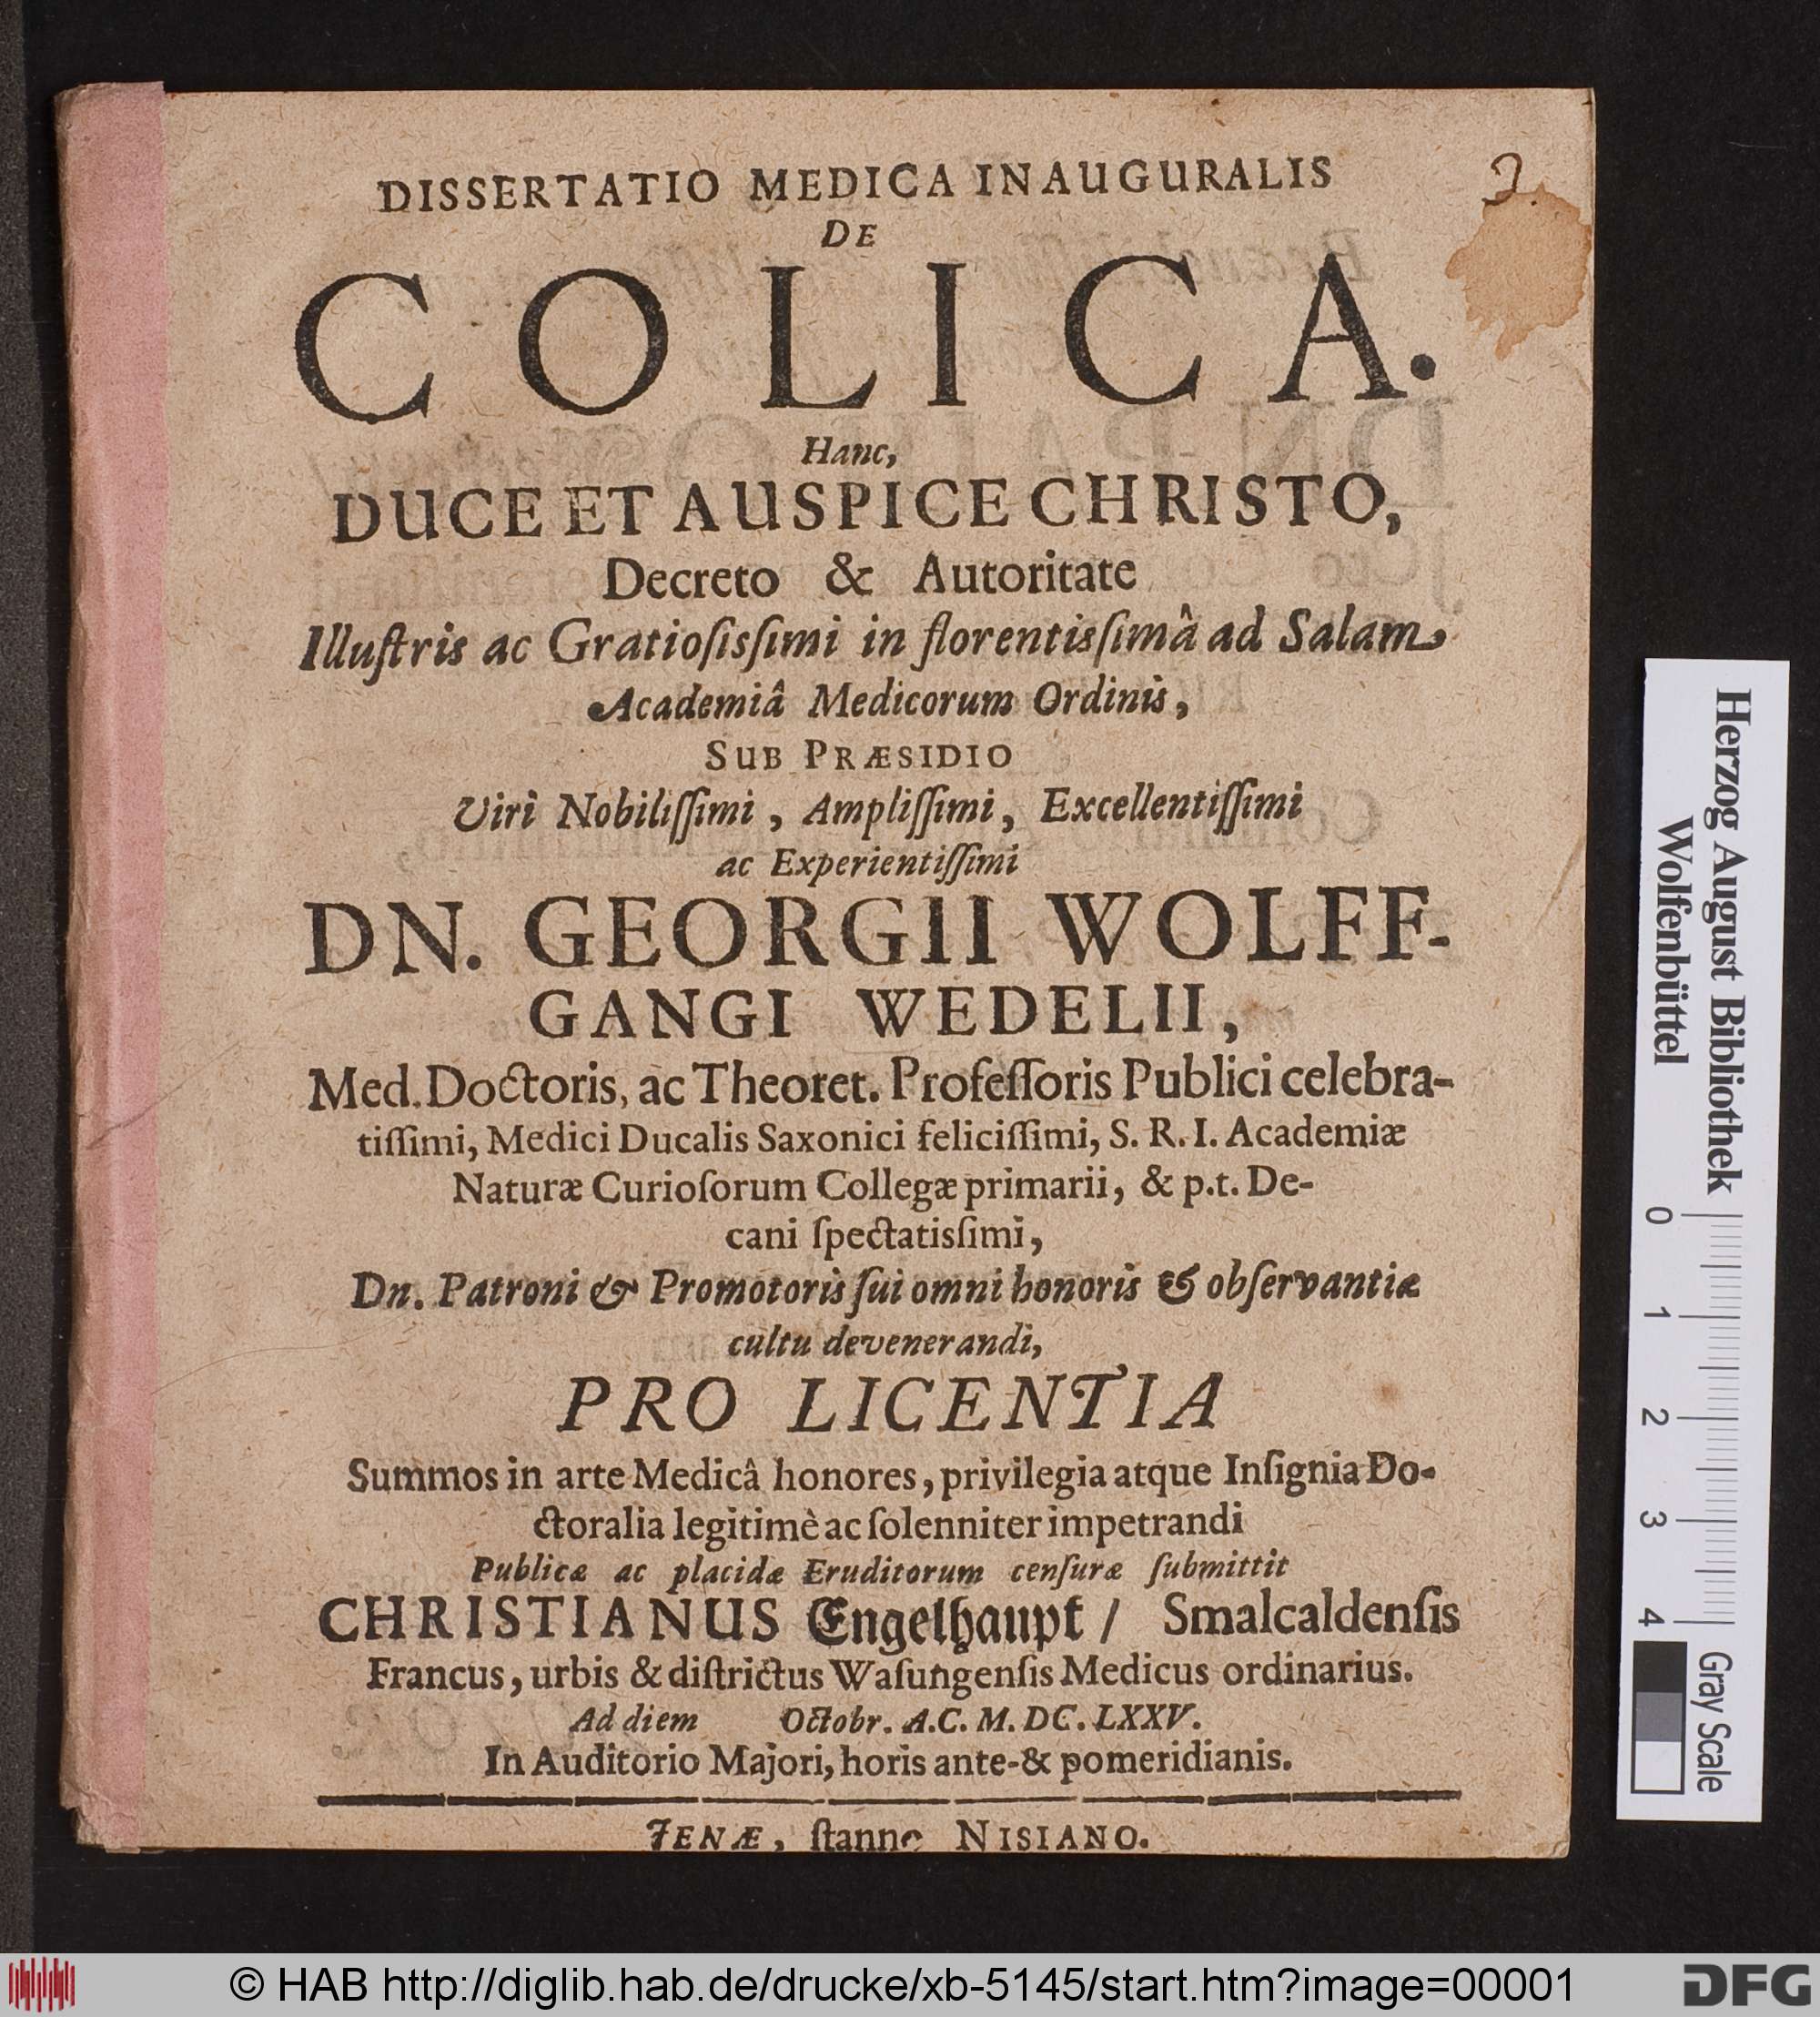 DISSERTATIO MEDICA INAUGURALIS
DE
COLICA.
Hanc,
DUCE ET AUSPICE CHRISTO,
Decreto & Autoritate
Illuſtris ac Gratioſisſimi in florentisſimâ ad Salam
Academiâ Medicorum Ordinis,
SUB PRÆSIDIO
Viri Nobiliſſimi, Ampliſſimi, Excellentiſſimi
ac Experientiſſimi
DN. GEORGII WOLFF-
GANGI WEDELII,
Med. Doctoris, ac Theoret. Profeſſoris Publici celebra-
tiſſimi, Medici Ducalis Saxonici feliciſſimi, S. R. I. Academiæ
Naturæ Curioſorum Collegæ primarii, & p.t. De-
cani ſpectatisſimi,
Dn. Patroni & Promotoris ſui omni honoris & obſervantiæ
cultu devenerandi,
PRO LICENTIA
Summos in arte Medicâ honores, privilegia atque Inſignia Do-
ctoralia legitimè ac ſolenniter impetrandi
Publicæ ac placidæ Eruditorum cenſuræ ſubmittit
CHRISTIANUS Engelhaupt / Smalcaldenſis
Francus, urbis & diſtrictus Waſungenſis Medicus ordinarius.
Ad diem Octobr. A.C. M. DC. LXXV.
In Auditorio Majori, horis ante- & pomeridianis.
JENÆ, ſtanno NISIANO.
2.
Herzog August Bibliothek
Wolfenbüttel
0
1
2
3
4
Gray Scale
© HAB http://diglib.hab.de/drucke/xb-5145/start.htm?image=00001
DFG